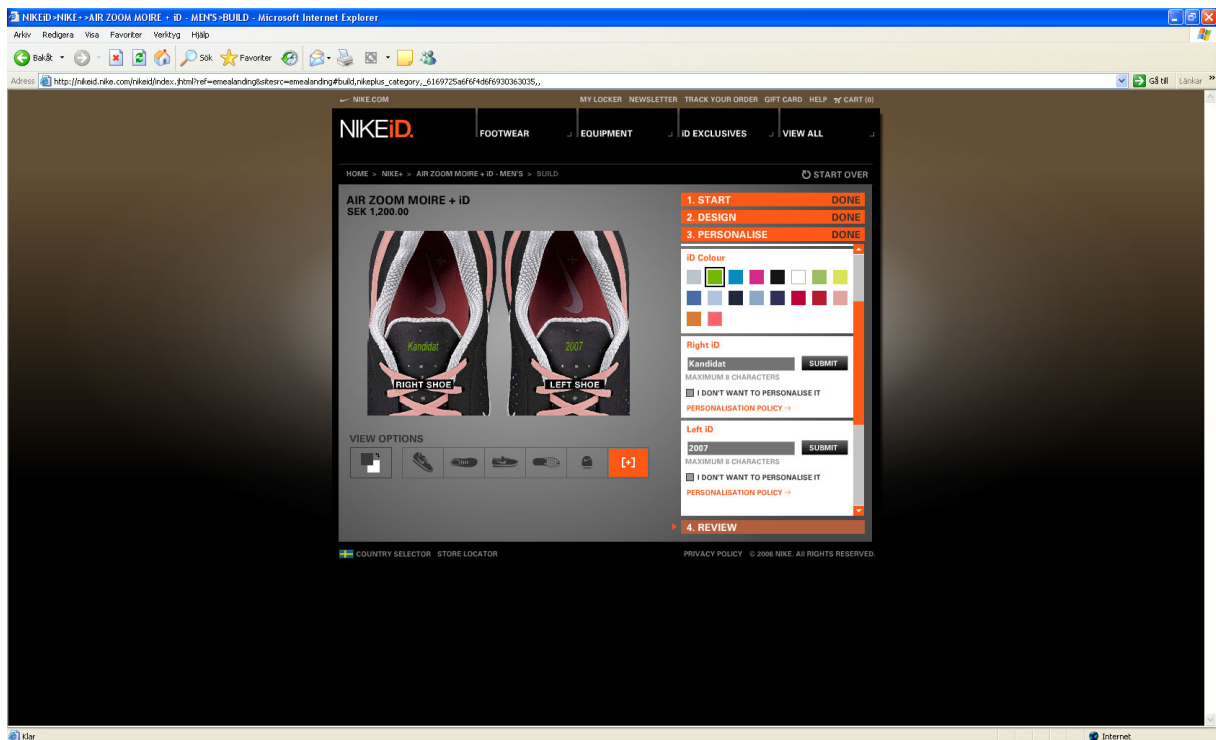 NIKEiD>NIKE+>AIR ZOOM MOIRE + iD - MEN'S>BUILD - Microsoft Internet Explorer
Arkiv Redigera Visa Favoriter Verktyg Hjälp
Bakåt Sök Favoriter
Adress http://nikeid.nike.com/nikeid/index.jhtml?ref=emealanding&sitesrc=emealanding#build,nikeplus_category,_6169725a6f6f4d6f6930363035,, Gå till Länkar »
NIKE.COM MY LOCKER NEWSLETTER TRACK YOUR ORDER GIFT CARD HELP CART (0)
NIKEiD. FOOTWEAR EQUIPMENT iD EXCLUSIVES VIEW ALL
HOME > NIKE+ > AIR ZOOM MOIRE + iD - MEN'S > BUILD START OVER
AIR ZOOM MOIRE + iD
SEK 1,200.00
Kandidat 2007
RIGHT SHOE LEFT SHOE
VIEW OPTIONS
[+]
1. START DONE
2. DESIGN DONE
3. PERSONALISE DONE
iD Colour
Right iD
Kandidat SUBMIT
MAXIMUM 8 CHARACTERS
I DON'T WANT TO PERSONALISE IT
PERSONALISATION POLICY →
Left iD
2007 SUBMIT
MAXIMUM 8 CHARACTERS
I DON'T WANT TO PERSONALISE IT
PERSONALISATION POLICY →
4. REVIEW
COUNTRY SELECTOR STORE LOCATOR PRIVACY POLICY © 2006 NIKE. All RIGHTS RESERVED.
Klar Internet